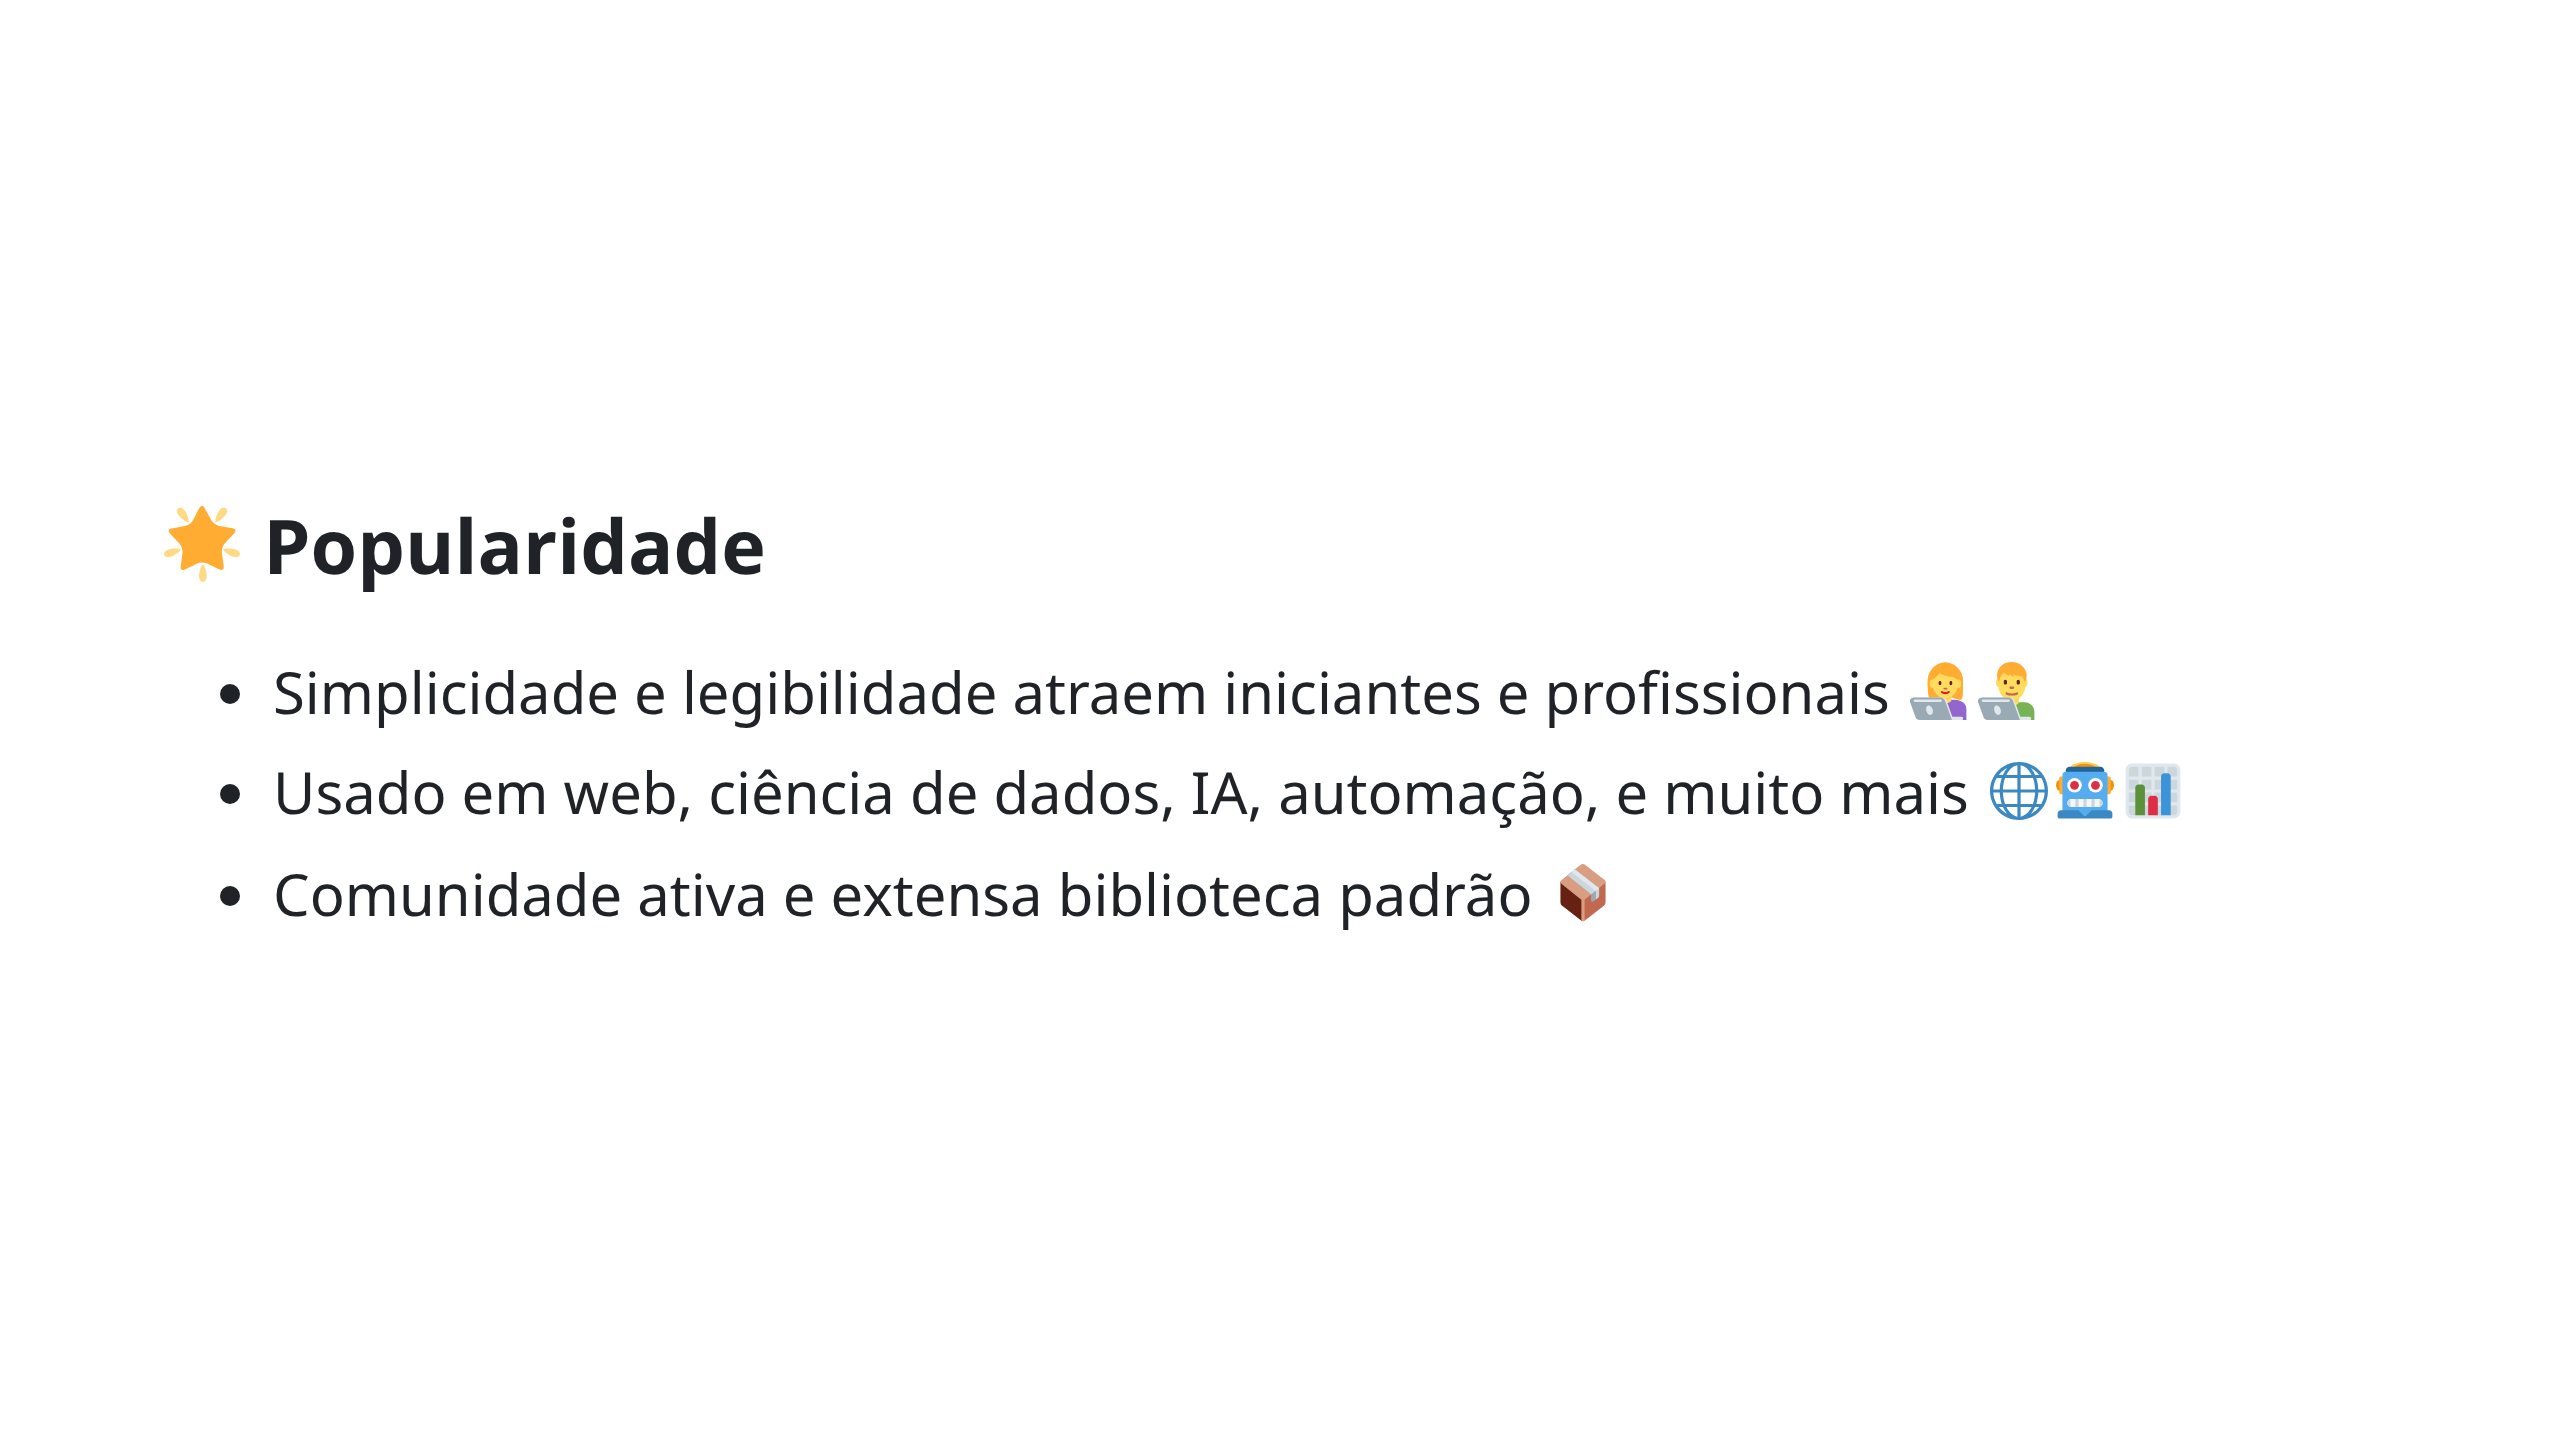 🌟 Popularidade
• Simplicidade e legibilidade atraem iniciantes e profissionais 👩‍💻👨‍💻
• Usado em web, ciência de dados, IA, automação, e muito mais 🌐🤖📊
• Comunidade ativa e extensa biblioteca padrão 📦